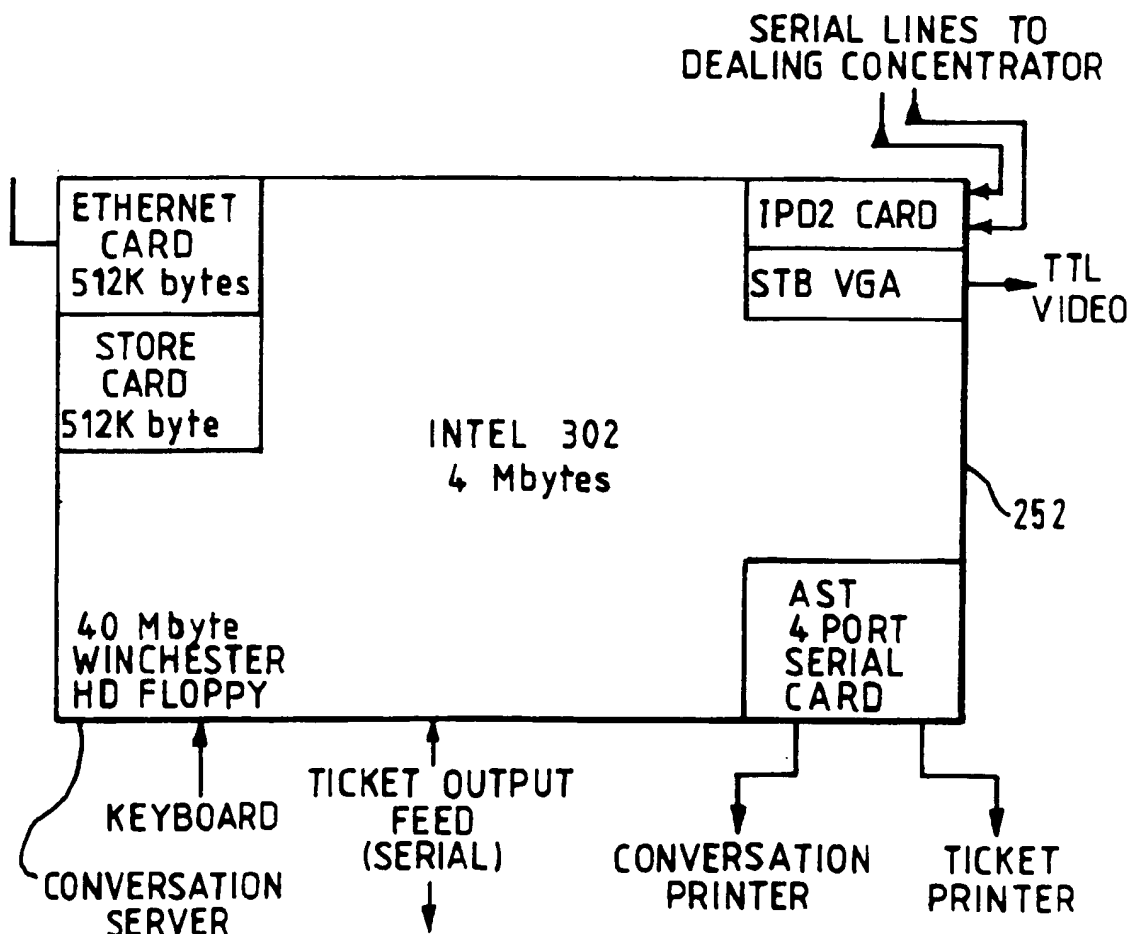 SERIAL LINES TO
DEALING CONCENTRATOR
ETHERNET
CARD
512K bytes
STORE
CARD
512K byte
IPD2 CARD
STB VGA
TTL
VIDEO
INTEL 302
4 Mbytes
252
40 Mbyte
WINCHESTER
HD FLOPPY
AST
4 PORT
SERIAL
CARD
KEYBOARD
TICKET OUTPUT
FEED
(SERIAL)
CONVERSATION
SERVER
CONVERSATION
PRINTER
TICKET
PRINTER